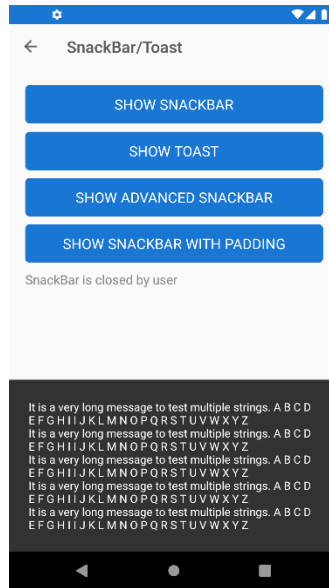 SnackBar/Toast
SHOW SNACKBAR
SHOW TOAST
SHOW ADVANCED SNACKBAR
SHOW SNACKBAR WITH PADDING
SnackBar is closed by user
It is a very long message to test multiple strings. A B C D
E F G H I I J K L M N O P Q R S T U V W X Y Z
It is a very long message to test multiple strings. A B C D
E F G H I I J K L M N O P Q R S T U V W X Y Z
It is a very long message to test multiple strings. A B C D
E F G H I I J K L M N O P Q R S T U V W X Y Z
It is a very long message to test multiple strings. A B C D
E F G H I I J K L M N O P Q R S T U V W X Y Z
It is a very long message to test multiple strings. A B C D
E F G H I I J K L M N O P Q R S T U V W X Y Z